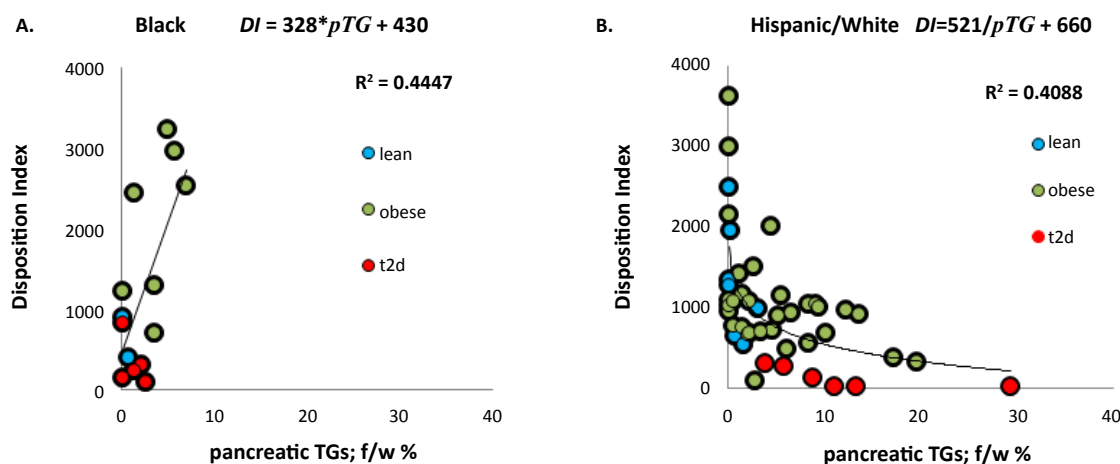 A. Black DI = 328*pTG + 430
4000
R² = 0.4447
3000
lean
Disposition Index
obese
2000
t2d
1000
0
0 10 20 30 40
pancreatic TGs; f/w %
B. Hispanic/White DI=521/pTG + 660
4000
R² = 0.4088
3000
lean
Disposition Index
obese
2000
t2d
1000
0
0 10 20 30 40
pancreatic TGs; f/w %